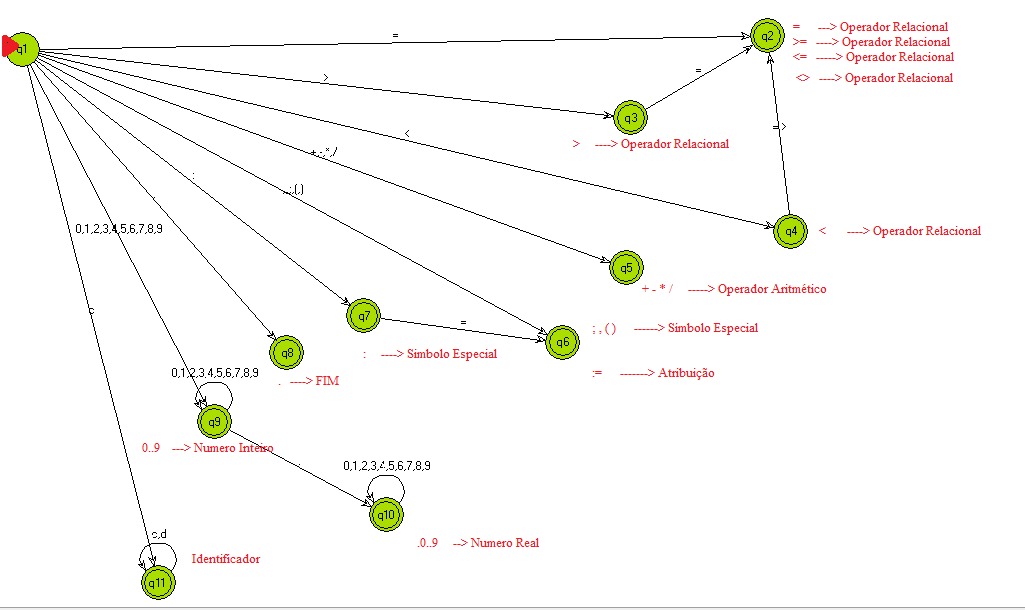 q1
=
q2
= ---> Operador Relacional
>= ----> Operador Relacional
<= -----> Operador Relacional
<> ----> Operador Relacional
>
=
q3
> ----> Operador Relacional
<
=>
+,-,*,/
:
,,;,(,)
0,1,2,3,4,5,6,7,8,9
q4
< ----> Operador Relacional
q5
+ - * / -----> Operador Aritmético
c
q7
=
q6
; , ( ) ------> Simbolo Especial
: ----> Simbolo Especial
q8
. ----> FIM
:= -------> Atribuição
0,1,2,3,4,5,6,7,8,9
q9
0..9 ---> Numero Inteiro
0,1,2,3,4,5,6,7,8,9
q10
.0..9 --> Numero Real
c,d
Identificador
q11